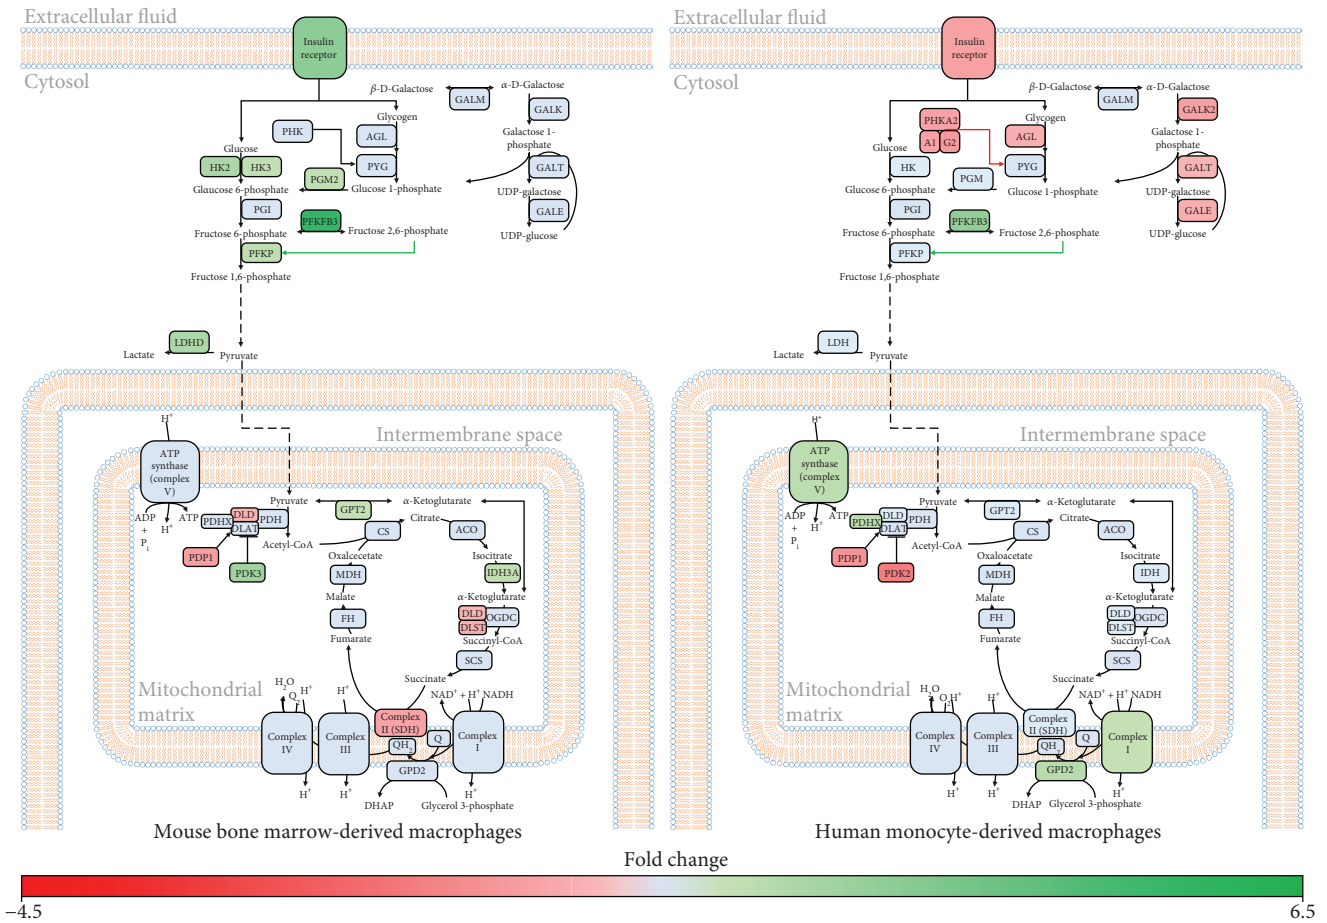 Extracellular fluid
Insulin
receptor
Cytosol
β-D-Galactose
α-D-Galactose
GALM
GALK
Glycogen
PHK
AGL
Galactose 1-
phosphate
Glucose
HK2
HK3
PYG
GALT
PGM2
Glaucose 6-phosphate
Glucose 1-phosphate
UDP-galactose
PGI
GALE
PFKFB3
Fructose 6-phosphate
Fructose 2,6-phosphate
UDP-glucose
PFKP
Fructose 1,6-phosphate
LDHD
Lactate
Pyruvate
H+
Intermembrane space
ATP
synthase
(complex
V)
Pyruvate
α-Ketoglutarate
GPT2
ADP
+
Pi
H+
ATP
PDHX
DLD
DLAT
PDH
Citrate
CS
ACO
Acetyl-CoA
PDP1
PDK3
Oxalcecetate
Isocitrate
MDH
IDH3A
Malate
α-Ketoglutarate
FH
DLD
DLST
OGDC
Fumarate
Succinyl-CoA
SCS
Succinate
Mitochondrial
matrix
H2O
Q2
H+
H+
NAD+ + H+ NADH
Complex
IV
Complex
III
Complex
II (SDH)
QH2
Q
Complex
I
GPD2
H+
H+
H+
DHAP
Glycerol 3-phosphate
Mouse bone marrow-derived macrophages
Extracellular fluid
Insulin
receptor
Cytosol
β-D-Galactose
α-D-Galactose
GALM
GALK2
Glycogen
PHKA2
A1
G2
AGL
Galactose 1-
phosphate
Glucose
HK
PYG
GALT
PGM
Glucose 6-phosphate
Glucose 1-phosphate
UDP-galactose
PGI
GALE
PFKFB3
Fructose 6-phosphate
Fructose 2,6-phosphate
UDP-glucose
PFKP
Fructose 1,6-phosphate
LDH
Lactate
Pyruvate
H+
Intermembrane space
ATP
synthase
(complex
V)
Pyruvate
α-Ketoglutarate
GPT2
ADP
+
Pi
H+
ATP
PDHX
DLD
DLAT
PDH
Citrate
CS
ACO
Acetyl-CoA
PDP1
PDK2
Oxaloacetate
Isocitrate
MDH
IDH
Malate
α-Ketoglutarate
FH
DLD
DLST
OGDC
Fumarate
Succinyl-CoA
SCS
Succinate
Mitochondrial
matrix
H2O
O2
H+
H+
NAD+ + H+ NADH
Complex
IV
Complex
III
Complex
II (SDH)
QH2
Q
Complex
I
GPD2
H+
H+
H+
DHAP
Glycerol 3-phosphate
Human monocyte-derived macrophages
Fold change
−4.5
6.5